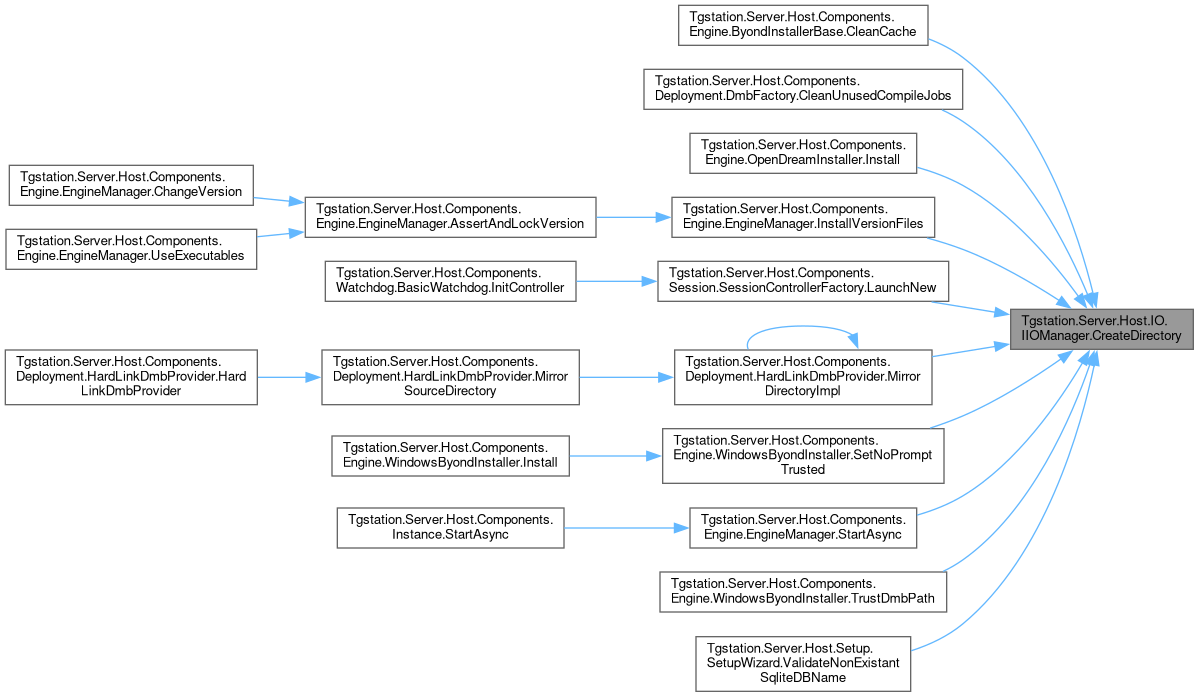 Tgstation.Server.Host.Components.
Engine.ByondInstallerBase.CleanCache
Tgstation.Server.Host.Components.
Deployment.DmbFactory.CleanUnusedCompileJobs
Tgstation.Server.Host.Components.
Engine.OpenDreamInstaller.Install
Tgstation.Server.Host.Components.
Engine.EngineManager.ChangeVersion
Tgstation.Server.Host.Components.
Engine.EngineManager.AssertAndLockVersion
Tgstation.Server.Host.Components.
Engine.EngineManager.InstallVersionFiles
Tgstation.Server.Host.Components.
Engine.EngineManager.UseExecutables
Tgstation.Server.Host.Components.
Watchdog.BasicWatchdog.InitController
Tgstation.Server.Host.Components.
Session.SessionControllerFactory.LaunchNew
Tgstation.Server.Host.IO.
IIOManager.CreateDirectory
Tgstation.Server.Host.Components.
Deployment.HardLinkDmbProvider.Hard
LinkDmbProvider
Tgstation.Server.Host.Components.
Deployment.HardLinkDmbProvider.Mirror
SourceDirectory
Tgstation.Server.Host.Components.
Deployment.HardLinkDmbProvider.Mirror
DirectoryImpl
Tgstation.Server.Host.Components.
Engine.WindowsByondInstaller.Install
Tgstation.Server.Host.Components.
Engine.WindowsByondInstaller.SetNoPrompt
Trusted
Tgstation.Server.Host.Components.
Instance.StartAsync
Tgstation.Server.Host.Components.
Engine.EngineManager.StartAsync
Tgstation.Server.Host.Components.
Engine.WindowsByondInstaller.TrustDmbPath
Tgstation.Server.Host.Setup.
SetupWizard.ValidateNonExistant
SqliteDBName